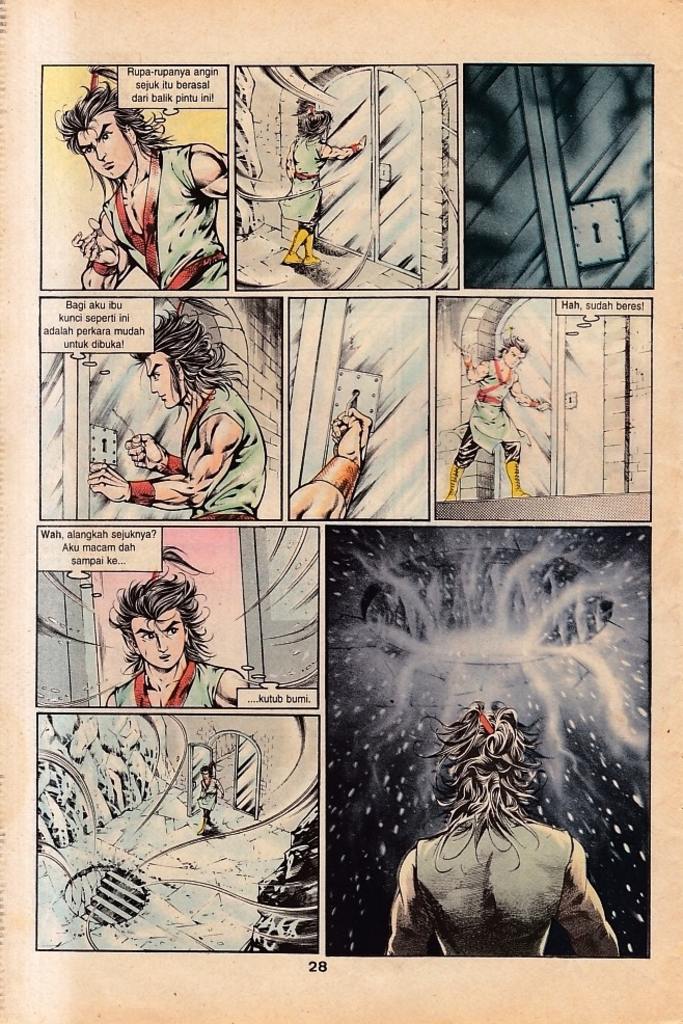 Rupa-rupanya angin
sejuk itu berasal
dari balik pintu ini!
Bagi aku ibu
kunci seperti ini
adalah perkara mudah
untuk dibuka!
Hah, sudah beres!
Wah, alangkah sejuknya?
Aku macam dah
sampai ke...
....kutub bumi.
28